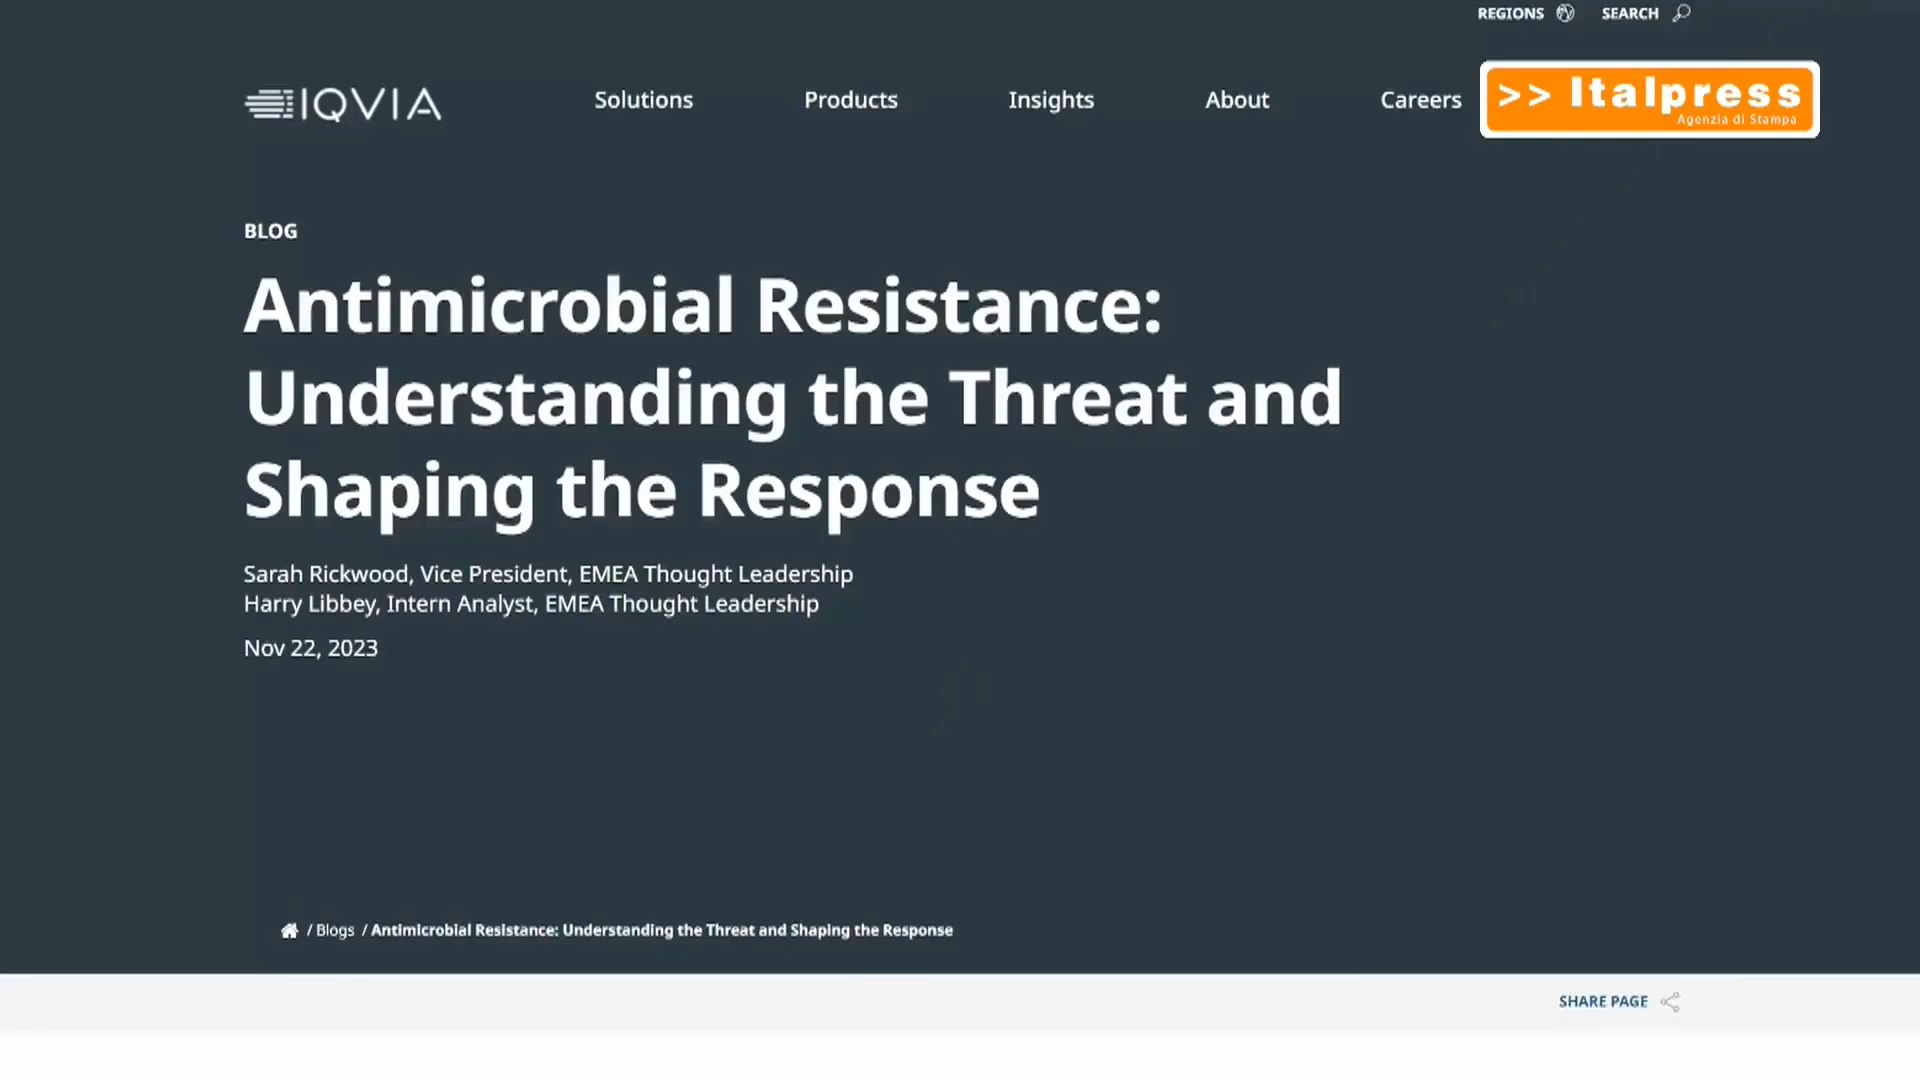 REGIONS SEARCH
IQVIA Solutions Products Insights About Careers
>> Italpress
Agenzia di Stampa
BLOG
Antimicrobial Resistance:
Understanding the Threat and
Shaping the Response
Sarah Rickwood, Vice President, EMEA Thought Leadership
Harry Libbey, Intern Analyst, EMEA Thought Leadership
Nov 22, 2023
/ Blogs / Antimicrobial Resistance: Understanding the Threat and Shaping the Response
SHARE PAGE